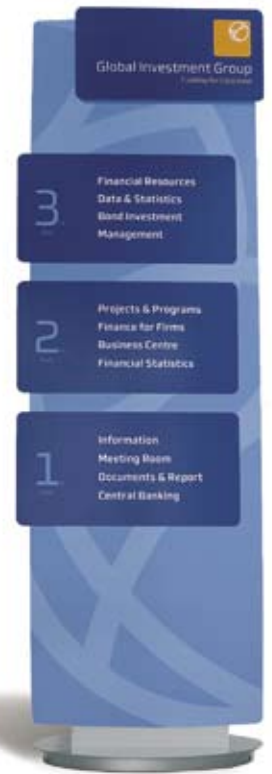 Global Investment Group
3
Financial Resources
Data & Statistics
Bond Investment
Management
2
Projects & Programs
Finance for Firms
Business Centre
Financial Statistics
1
Information
Meeting Room
Documents & Report
Central Banking